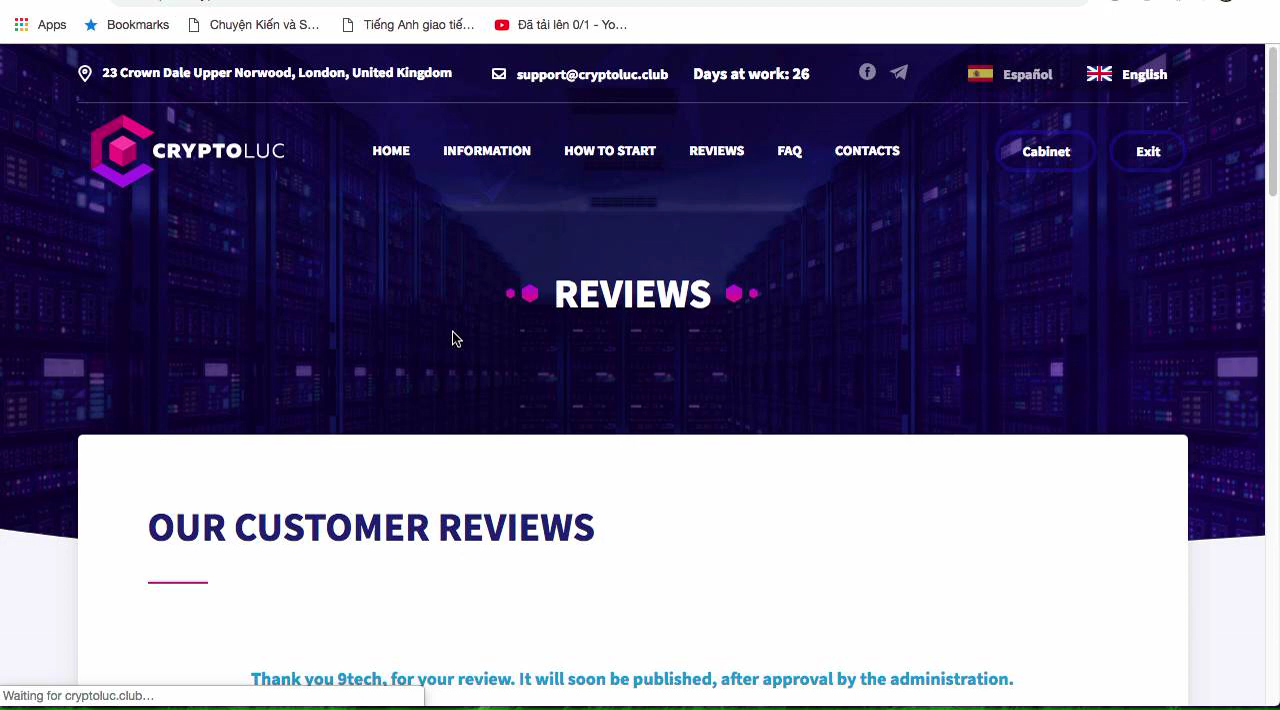 Apps Bookmarks Chuyện Kiến và S... Tiếng Anh giao tiế... Đã tải lên 0/1 - Yo...
23 Crown Dale Upper Norwood, London, United Kingdom support@cryptoluc.club Days at work: 26 Español English
CRYPTOLUC HOME INFORMATION HOW TO START REVIEWS FAQ CONTACTS Cabinet Exit
REVIEWS
OUR CUSTOMER REVIEWS
Thank you 9tech, for your review. It will soon be published, after approval by the administration.
Waiting for cryptoluc.club...